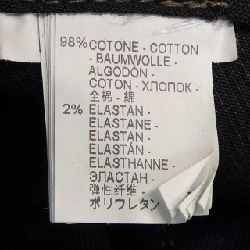 98% COTONE - COTTON
- BAUMWOLLE -
ALGODÓN -
COTON - ХЛОПОК -
全棉 - 綿
2% ELASTAN -
ELASTANE -
ELASTAN -
ELASTÁN -
ELASTHANNE -
ЭЛАСТАН -
弹性纤维 -
ポリウレタン